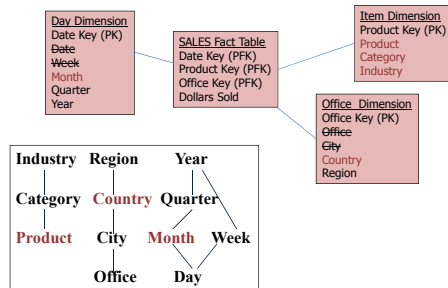 Day Dimension
Date Key (PK)
Date
Week
Month
Quarter
Year
SALES Fact Table
Date Key (PFK)
Product Key (PFK)
Office Key (PFK)
Dollars Sold
Item Dimension
Product Key (PK)
Product
Category
Industry
Office Dimension
Office Key (PK)
Office
City
Country
Region
Industry Region Year
Category Country Quarter
Product City Month Week
Office Day